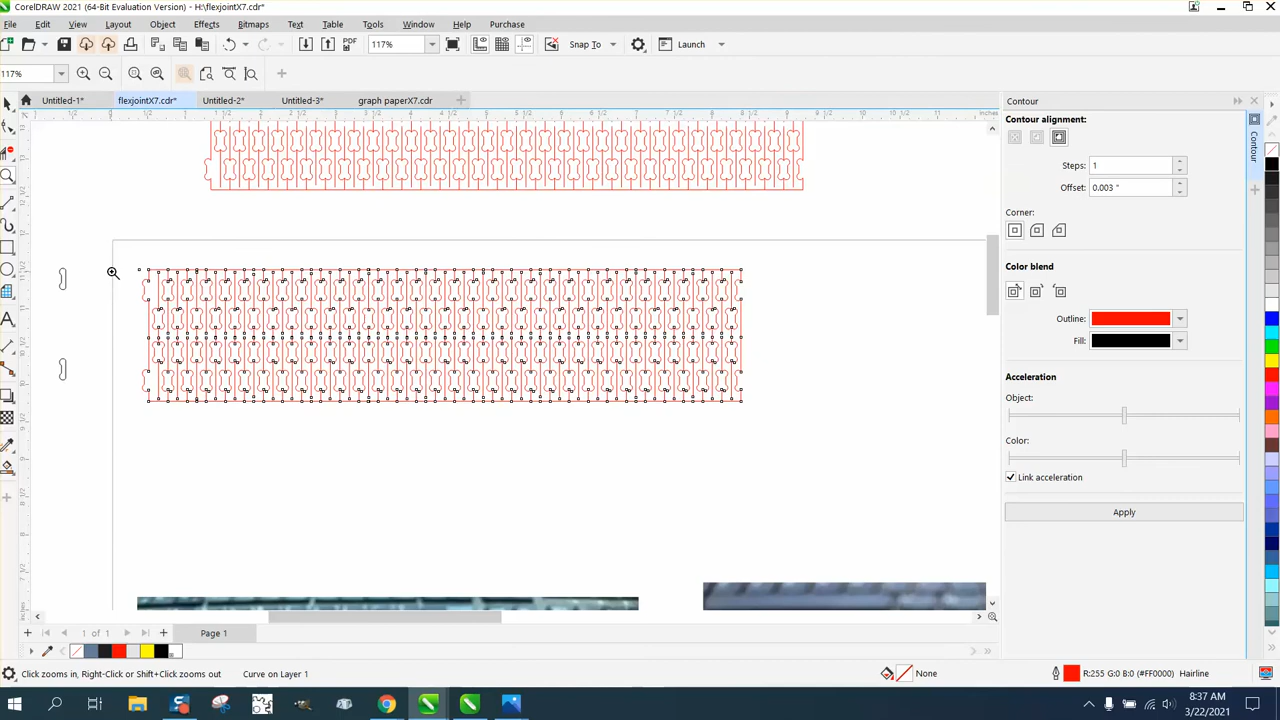 CorelDRAW 2021 (64-Bit Evaluation Version) - H:\flexjointX7.cdr*
File Edit View Layout Object Effects Bitmaps Text Table Tools Window Help Purchase
117% PDF Snap To Launch
117%
Untitled-1* flexjointX7.cdr* Untitled-2* Untitled-3* graph paperX7.cdr
inches
Contour
Contour alignment:
Contour
Steps: 1
Offset: 0.003 "
Corner:
Color blend
Outline:
Fill:
Acceleration
Object:
Color:
Link acceleration
Apply
1 of 1 Page 1
Click zooms in, Right-Click or Shift+Click zooms out Curve on Layer 1 None R:255 G:0 B:0 (#FF0000) Hairline
8:37 AM
3/22/2021